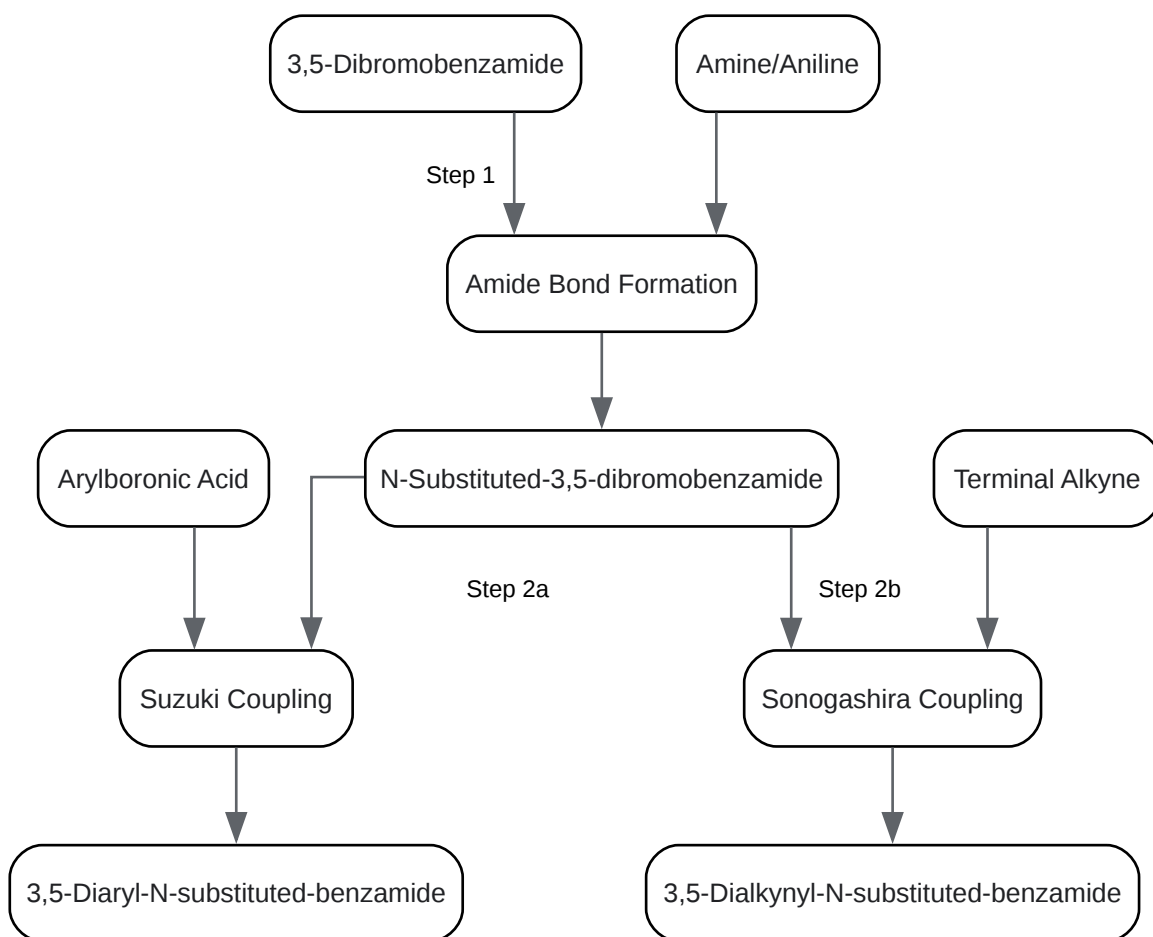 3,5-Dibromobenzamide
Amine/Aniline
Step 1
Amide Bond Formation
Arylboronic Acid
N-Substituted-3,5-dibromobenzamide
Terminal Alkyne
Step 2a
Step 2b
Suzuki Coupling
Sonogashira Coupling
3,5-Diaryl-N-substituted-benzamide
3,5-Dialkynyl-N-substituted-benzamide